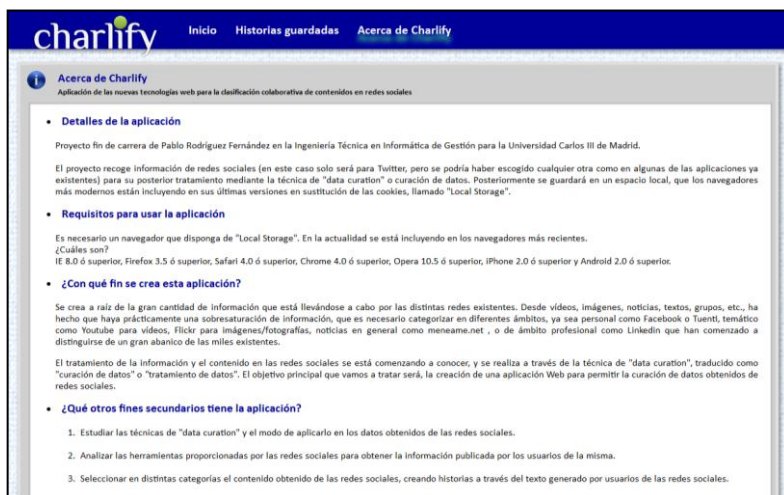 charlify
Inicio Historias guardadas Acerca de Charlify
Acerca de Charlify
Aplicación de las nuevas tecnologías web para la clasificación colaborativa de contenidos en redes sociales
• Detalles de la aplicación
Proyecto fin de carrera de Pablo Rodríguez Fernández en la Ingeniería Técnica en Informática de Gestión para la Universidad Carlos III de Madrid.
El proyecto recoge información de redes sociales (en este caso solo será para Twitter, pero se podría haber escogido cualquier otra como en algunas de las aplicaciones ya
existentes) para su posterior tratamiento mediante la técnica de "data curation" o curación de datos. Posteriormente se guardará en un espacio local, que los navegadores
más modernos están incluyendo en sus últimas versiones en sustitución de las cookies, llamado "Local Storage".
• Requisitos para usar la aplicación
Es necesario un navegador que disponga de "Local Storage". En la actualidad se está incluyendo en los navegadores más recientes.
¿Cuáles son?
IE 8.0 ó superior, Firefox 3.5 ó superior, Safari 4.0 ó superior, Chrome 4.0 ó superior, Opera 10.5 ó superior, iPhone 2.0 ó superior y Android 2.0 ó superior.
• ¿Con qué fin se crea esta aplicación?
Se crea a raíz de la gran cantidad de información que está llevándose a cabo por las distintas redes existentes. Desde vídeos, imágenes, noticias, textos, grupos, etc., ha
hecho que haya prácticamente una sobresaturación de información, que es necesario categorizar en diferentes ámbitos, ya sea personal como Facebook o Tuenti, temático
como Youtube para vídeos, Flickr para imágenes/fotografías, noticias en general como meneame.net , o de ámbito profesional como Linkedin que han comenzado a
distinguirse de un gran abanico de las miles existentes.
El tratamiento de la información y el contenido en las redes sociales se está comenzando a conocer, y se realiza a través de la técnica de "data curation", traducido como
"curación de datos" o "tratamiento de datos". El objetivo principal que vamos a tratar será, la creación de una aplicación Web para permitir la curación de datos obtenidos de
redes sociales.
• ¿Qué otros fines secundarios tiene la aplicación?
1. Estudiar las técnicas de "data curation" y el modo de aplicarlo en los datos obtenidos de las redes sociales.
2. Analizar las herramientas proporcionadas por las redes sociales para obtener la información publicada por los usuarios de la misma.
3. Seleccionar en distintas categorías el contenido obtenido de las redes sociales, creando historias a través del texto generado por usuarios de las redes sociales.